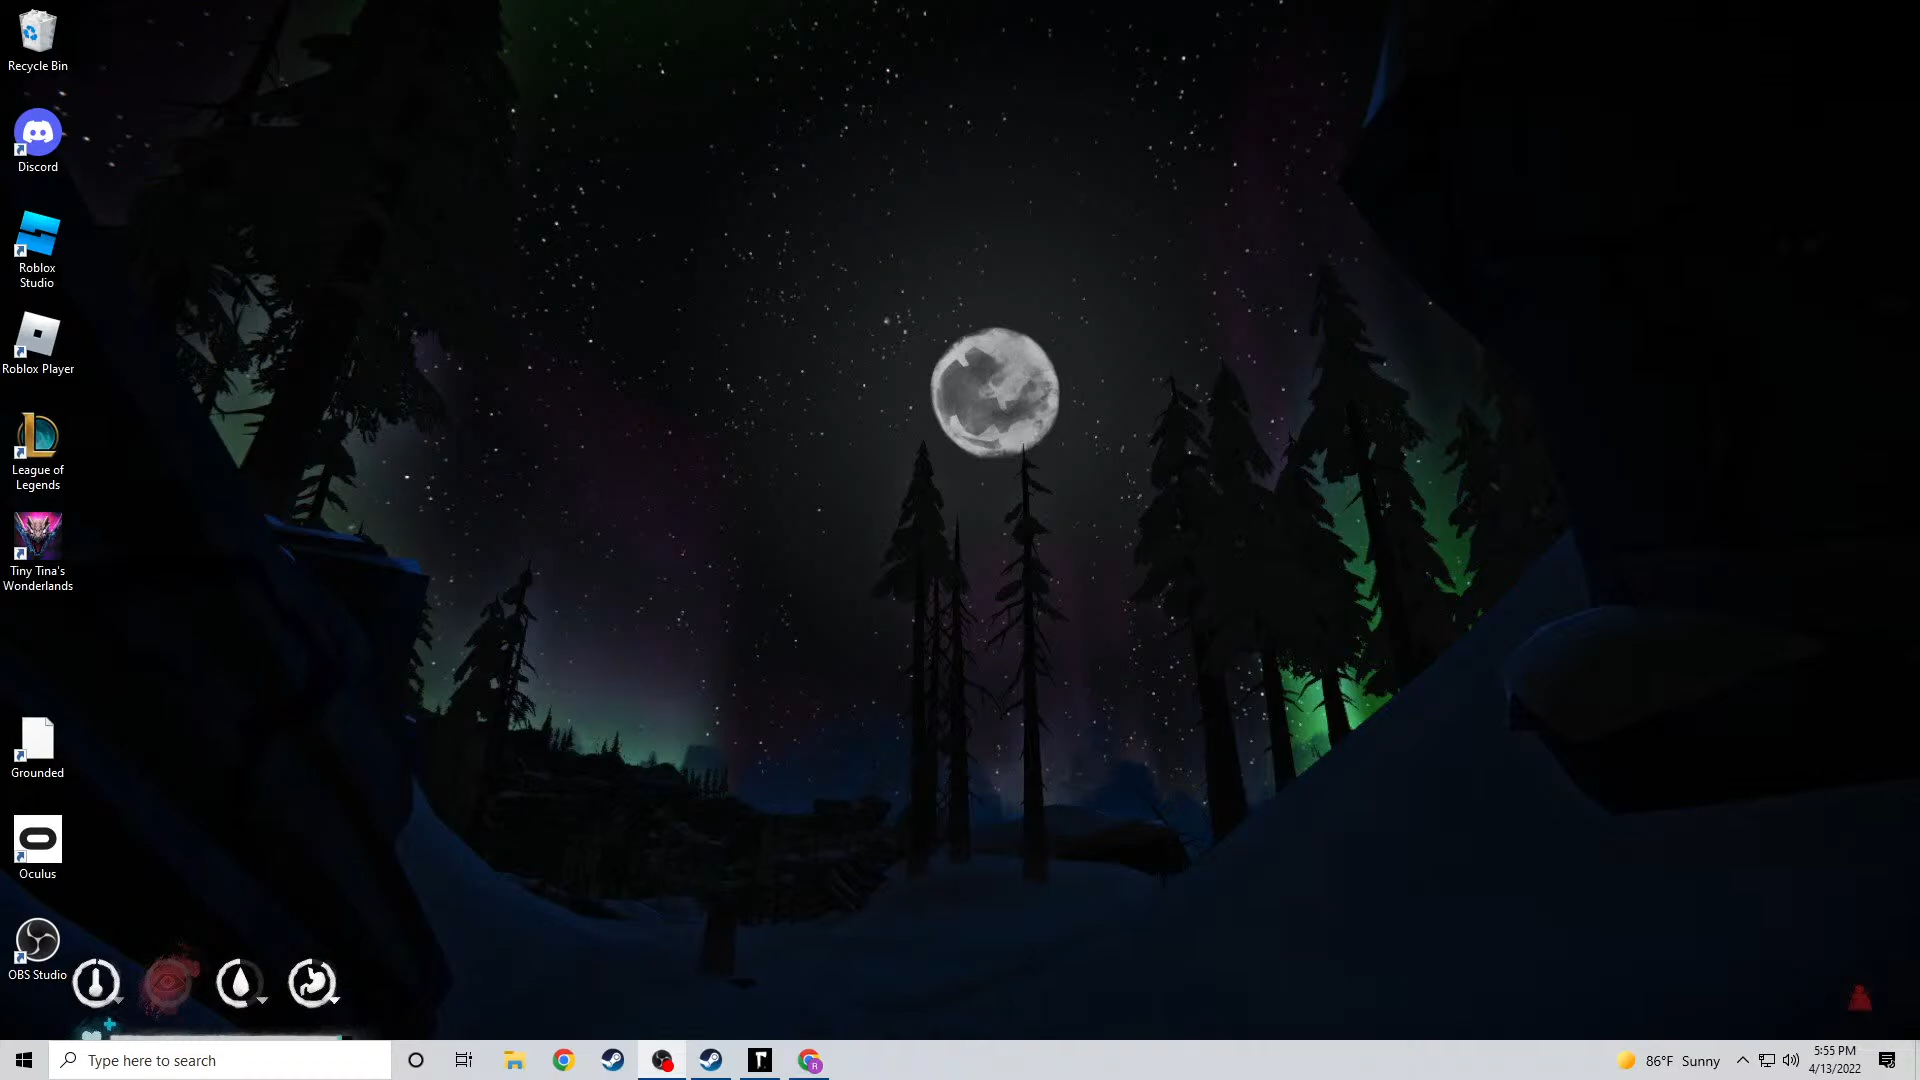 Recycle Bin
Discord
Roblox
Studio
Roblox Player
League of
Legends
Tiny Tina's
Wonderlands
Grounded
Oculus
OBS Studio
Type here to search
86°F Sunny
5:55 PM
4/13/2022